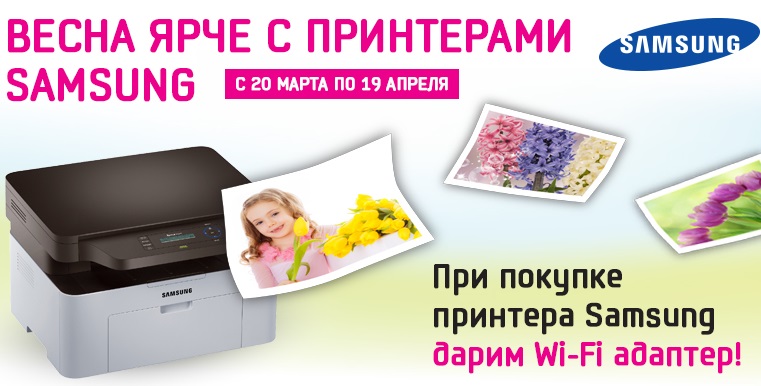 ВЕСНА ЯРЧЕ С ПРИНТЕРАМИ
SAMSUNG
С 20 МАРТА ПО 19 АПРЕЛЯ
SAMSUNG
SAMSUNG
При покупке
принтера Samsung
дарим Wi-Fi адаптер!